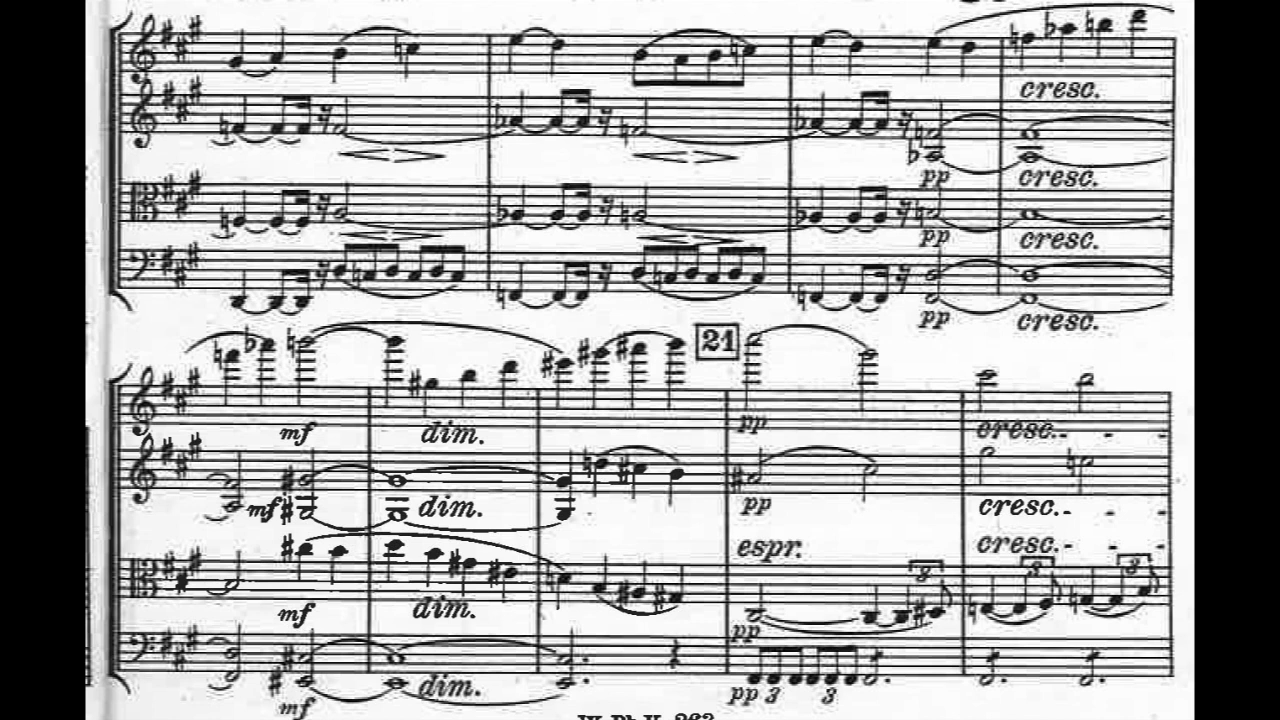 cresc.
pp cresc.
pp cresc.
pp cresc.
21
mf dim. pp cresc.
mf dim. pp cresc.
espr. cresc.
3 3 3
mf dim. pp
dim. pp 3 3
mf